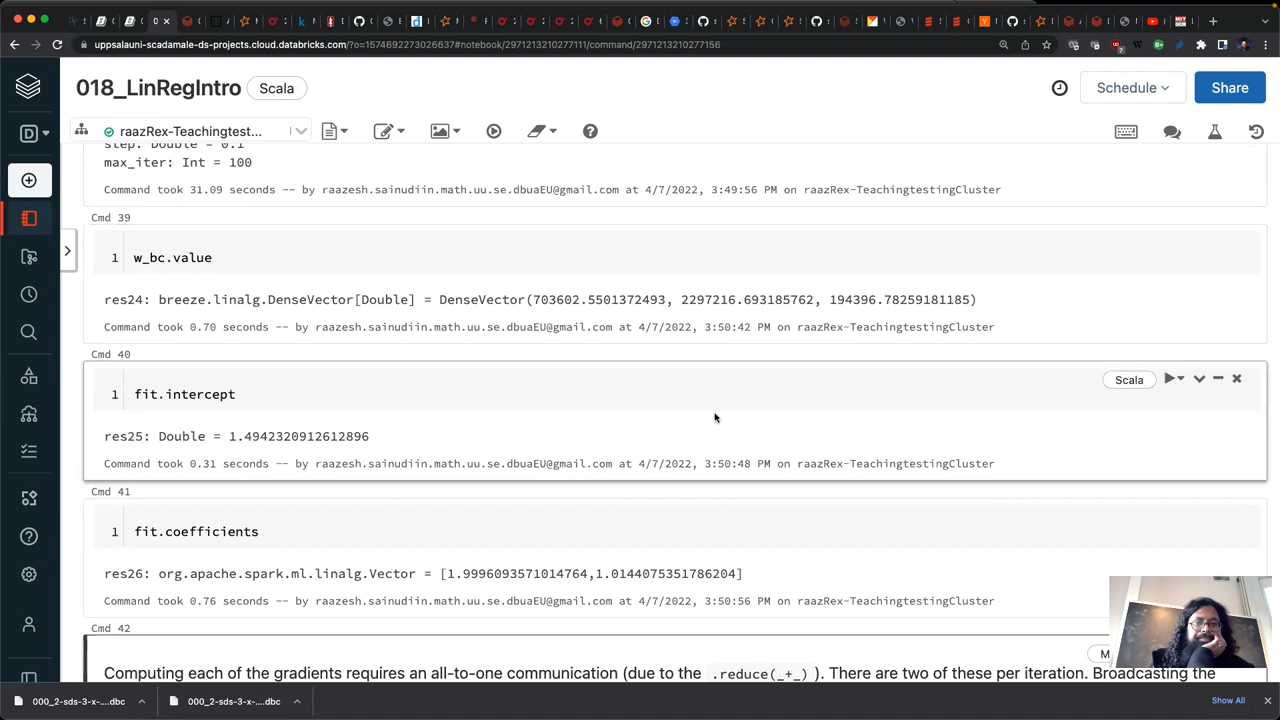 uppsalauni-scadamale-ds-projects.cloud.databricks.com/?o=1574692273026637#notebook/2971213210277111/command/2971213210277156
018_LinRegIntro
Scala
Schedule
Share
D
raazRex-Teachingtest...
step: Double = 0.1
max_iter: Int = 100
Command took 31.09 seconds -- by raazesh.sainudiin.math.uu.se.dbuaEU@gmail.com at 4/7/2022, 3:49:56 PM on raazRex-TeachingtestingCluster
Cmd 39
1 w_bc.value
res24: breeze.linalg.DenseVector[Double] = DenseVector(703602.5501372493, 2297216.693185762, 194396.78259181185)
Command took 0.70 seconds -- by raazesh.sainudiin.math.uu.se.dbuaEU@gmail.com at 4/7/2022, 3:50:42 PM on raazRex-TeachingtestingCluster
Cmd 40
Scala
1 fit.intercept
res25: Double = 1.4942320912612896
Command took 0.31 seconds -- by raazesh.sainudiin.math.uu.se.dbuaEU@gmail.com at 4/7/2022, 3:50:48 PM on raazRex-TeachingtestingCluster
Cmd 41
1 fit.coefficients
res26: org.apache.spark.ml.linalg.Vector = [1.9996093571014764,1.0144075351786204]
Command took 0.76 seconds -- by raazesh.sainudiin.math.uu.se.dbuaEU@gmail.com at 4/7/2022, 3:50:56 PM on raazRex-TeachingtestingCluster
Cmd 42
Computing each of the gradients requires an all-to-one communication (due to the .reduce(_+_) ). There are two of these per iteration. Broadcasting the
000_2-sds-3-x-....dbc
000_2-sds-3-x-....dbc
Show All